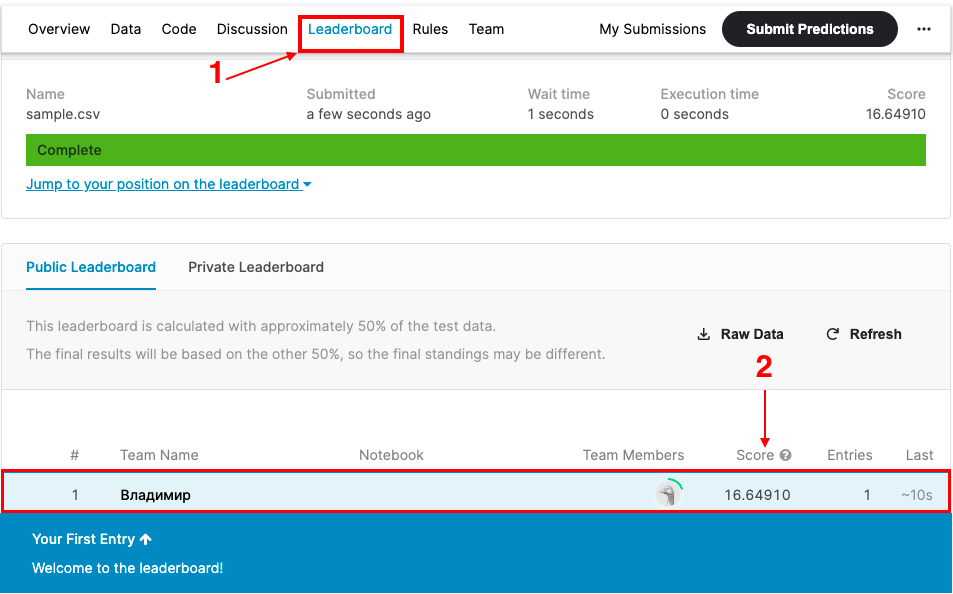 Overview Data Code Discussion Leaderboard Rules Team My Submissions Submit Predictions
1
Name Submitted Wait time Execution time Score
sample.csv a few seconds ago 1 seconds 0 seconds 16.64910
Complete
Jump to your position on the leaderboard
Public Leaderboard Private Leaderboard
This leaderboard is calculated with approximately 50% of the test data.
The final results will be based on the other 50%, so the final standings may be different.
Raw Data Refresh
2
# Team Name Notebook Team Members Score ? Entries Last
1 Владимир 16.64910 1 ~10s
Your First Entry
Welcome to the leaderboard!